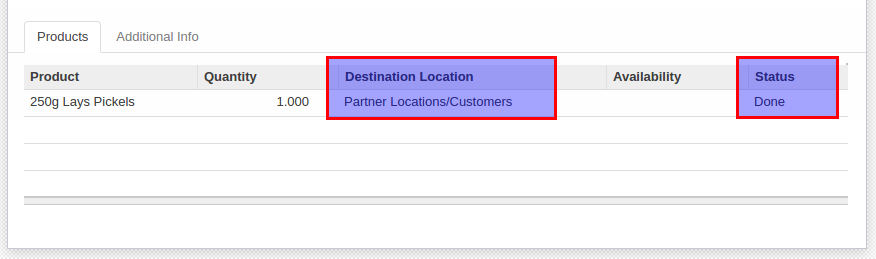 Products Additional Info
Product Quantity Destination Location Availability Status
250g Lays Pickels 1.000 Partner Locations/Customers Done